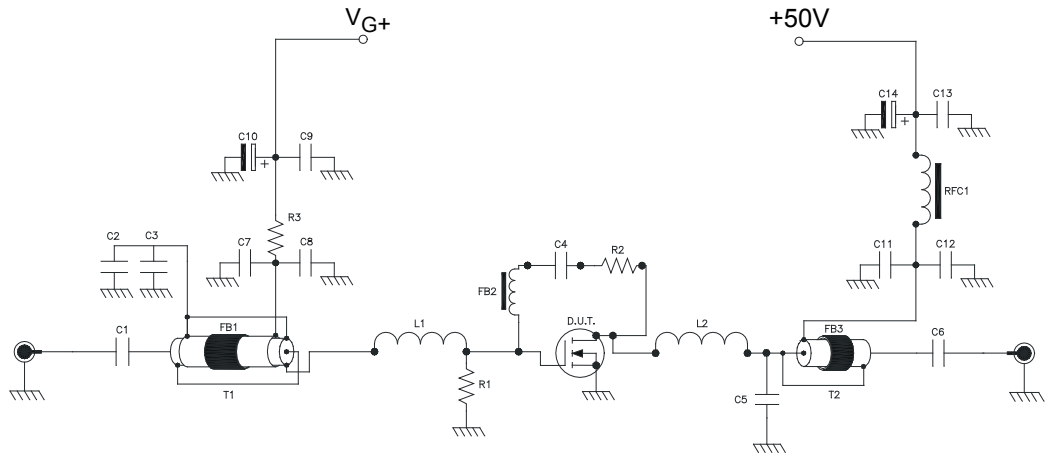 VG+
+50V
C14
C13
C10
C9
+
+
RFC1
R3
C2
C3
C7
C8
C4
R2
C11
C12
FB2
C1
FB1
L1
D.U.T.
L2
FB3
C6
R1
T1
C5
T2